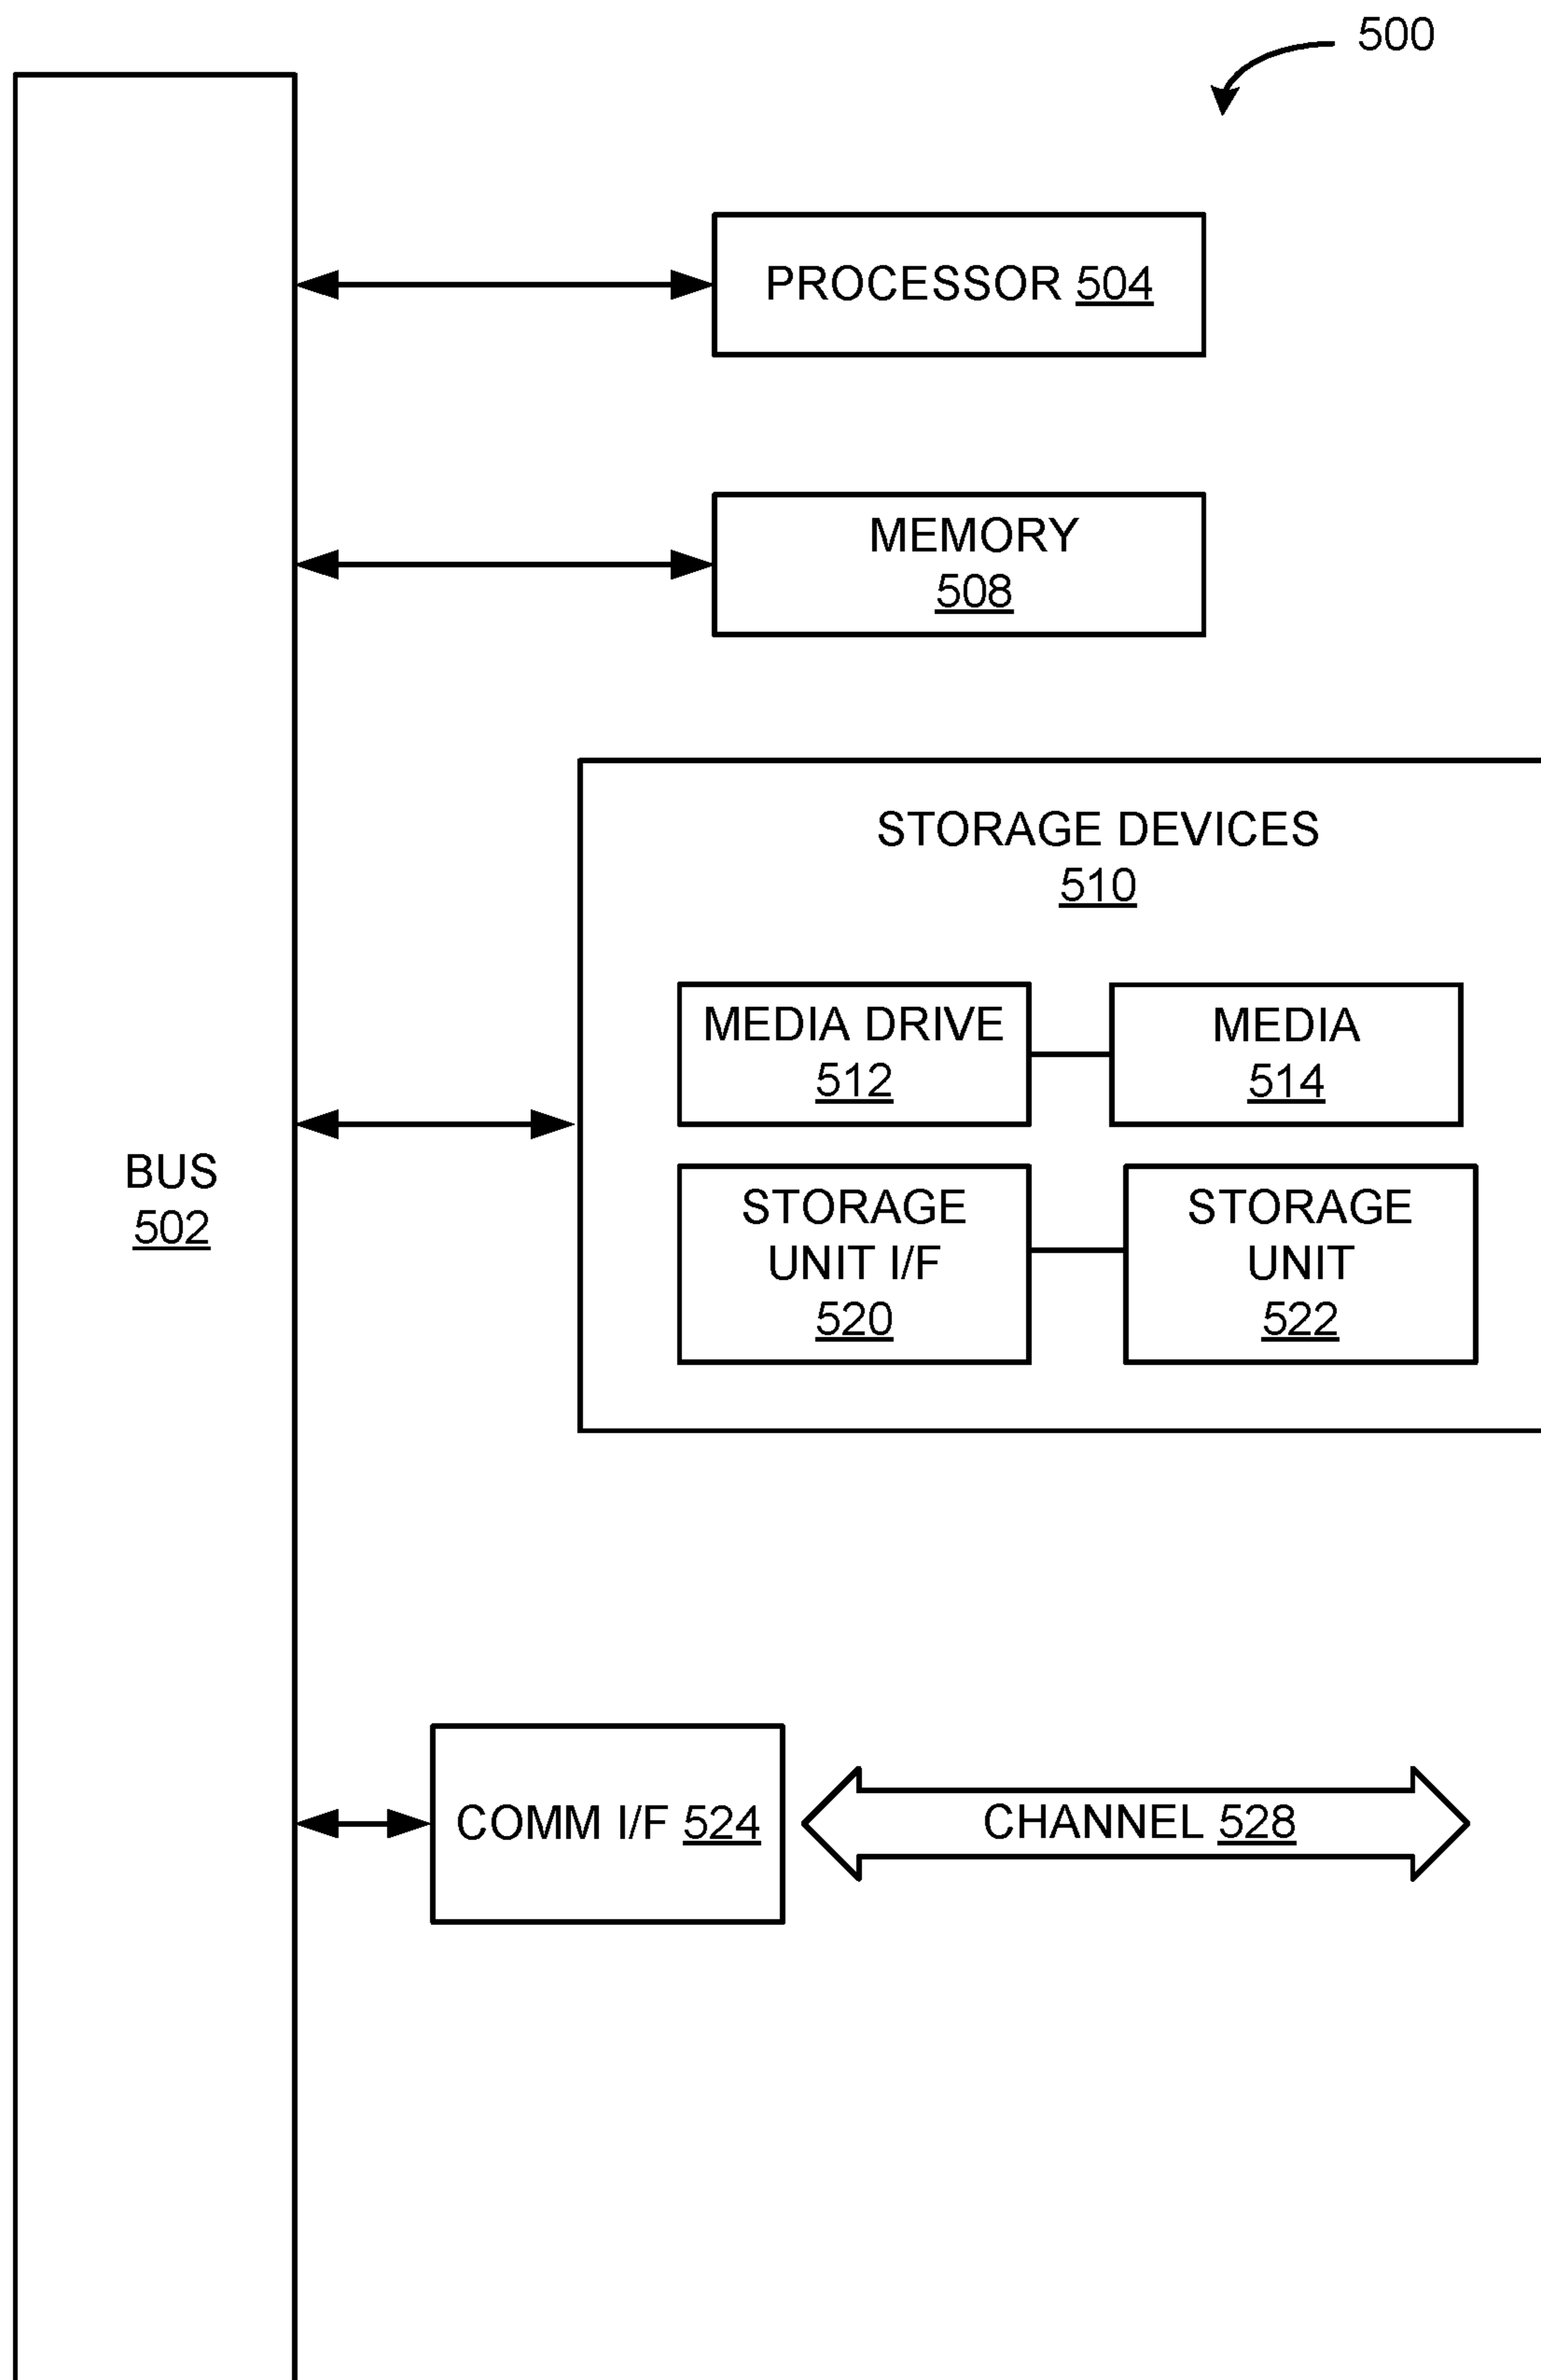 500
PROCESSOR 504
MEMORY
508
STORAGE DEVICES
510
MEDIA DRIVE
512
MEDIA
514
BUS
502
STORAGE
UNIT I/F
520
STORAGE
UNIT
522
COMM I/F 524
CHANNEL 528